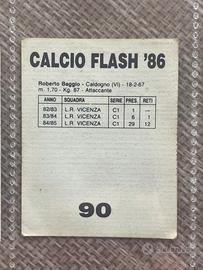 CALCIO FLASH '86
Roberto Baggio - Caldogno (VI) - 18-2-67
m. 1,70 - Kg. 67 - Attaccante
ANNO SQUADRA SERIE PRES. RETI
82/83 L.R. VICENZA C1 1 —
83/84 L.R. VICENZA C1 6 1
84/85 L.R. VICENZA C1 29 12
90
subito